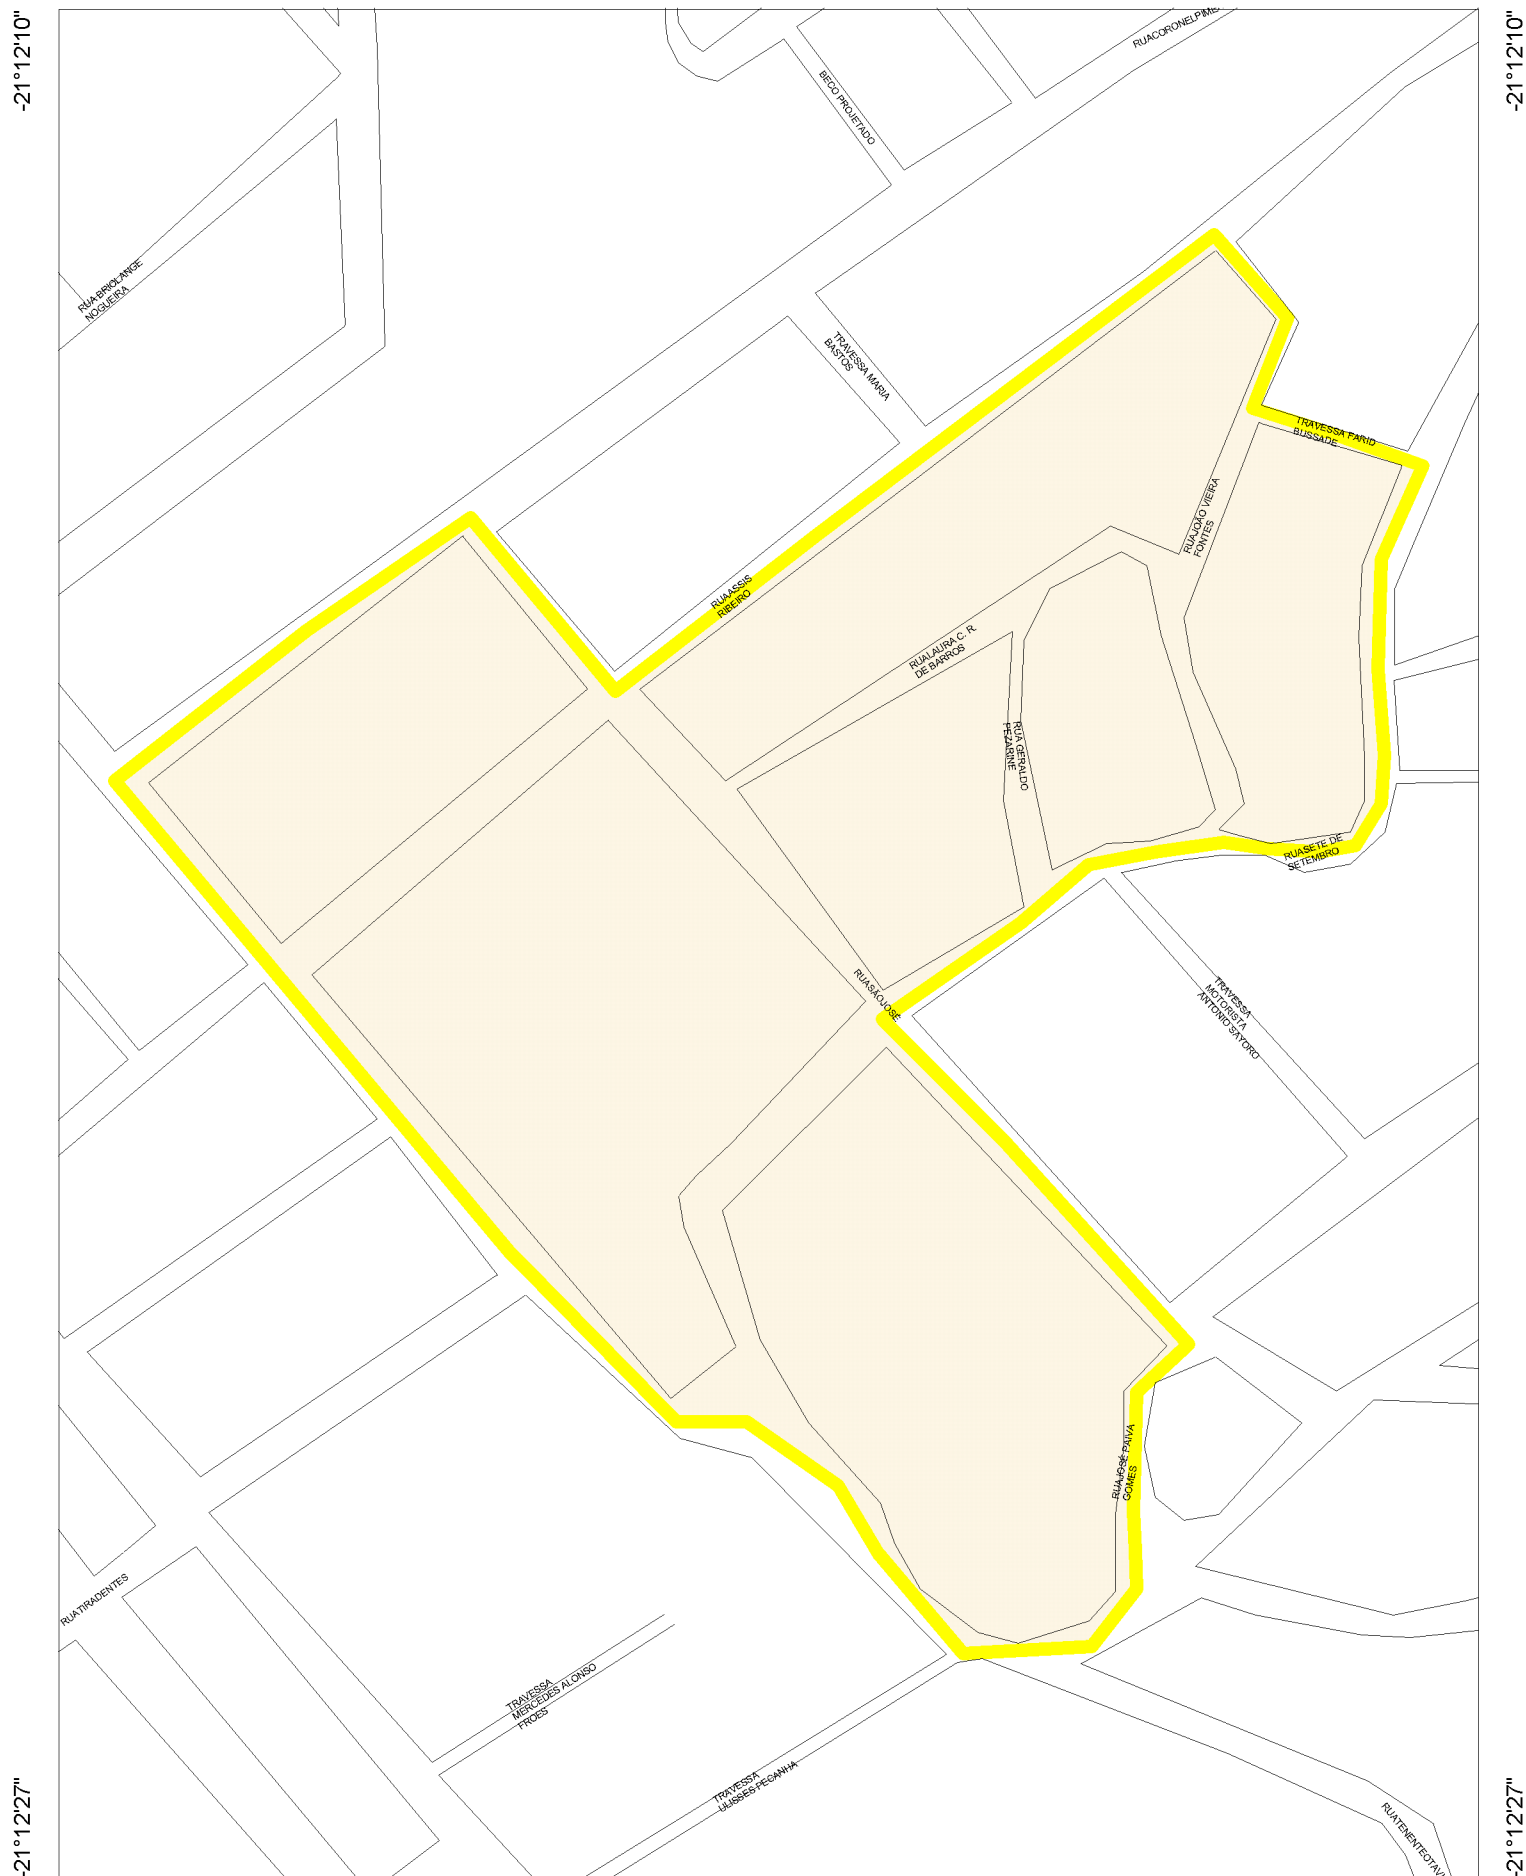 -21°12'10"
-21°12'10"
RUACORONELPIME
BECO PROJETADO
RUA BRIOLANGE
NOGUEIRA
TRAVESSA MARIA
BASTOS
TRAVESSA FARID
BUSSADE
RUAJOÃO VIEIRA
FONTES
RUAASSIS
RIBEIRO
RUALAURA C. R.
DE BARROS
RUA GERALDO
PEZARINE
RUASETE DE
SETEMBRO
RUASÃOJOSÉ
TRAVESSA
MOTORISTA
ANTONIO SAYORO
RUAJOSÉ PAIVA
GOMES
RUATIRADENTES
TRAVESSA
MERCEDES ALONSO
FROES
TRAVESSA
ULISSES PECANHA
RUATENENTEOTAVI
-21°12'27"
-21°12'27"